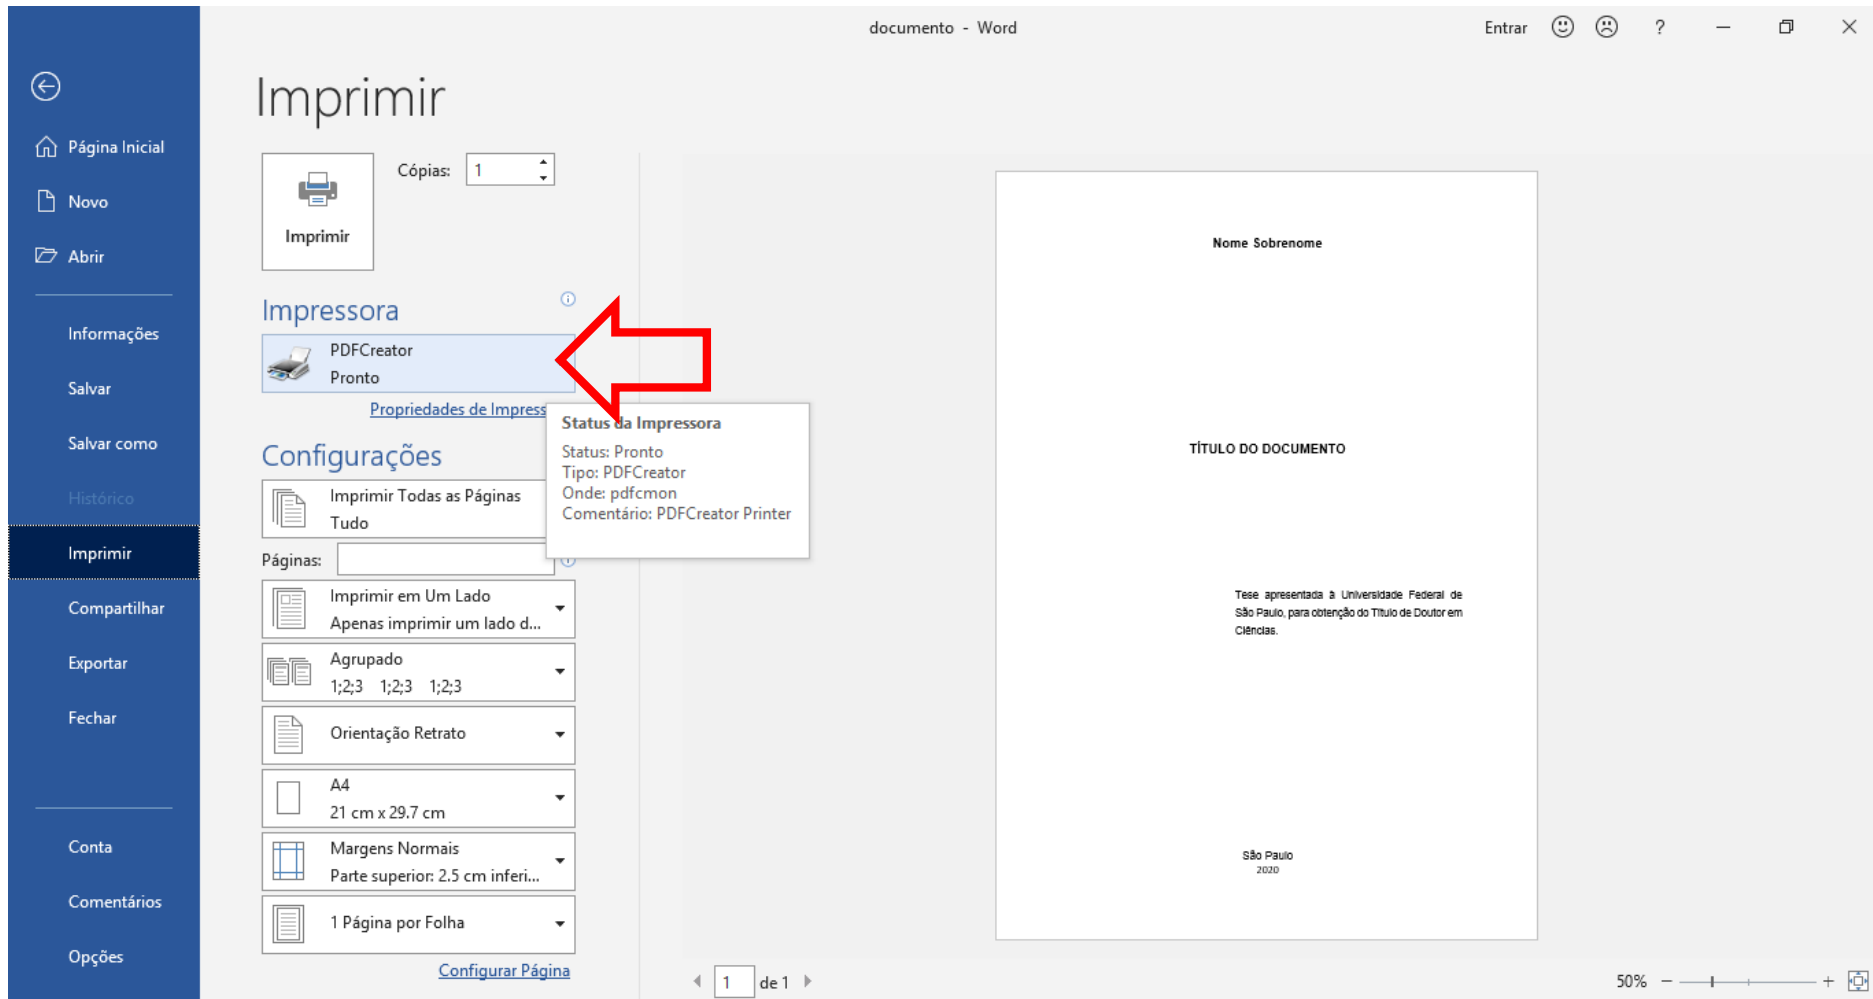 documento - Word
Entrar
?
Imprimir
Página Inicial
Novo
Abrir
Informações
Salvar
Salvar como
Histórico
Imprimir
Compartilhar
Exportar
Fechar
Conta
Comentários
Opções
Imprimir
Cópias: 1
Impressora
PDFCreator
Pronto
Propriedades de Impress
Status da Impressora
Status: Pronto
Tipo: PDFCreator
Onde: pdfcmon
Comentário: PDFCreator Printer
Configurações
Imprimir Todas as Páginas
Tudo
Páginas:
Imprimir em Um Lado
Apenas imprimir um lado d...
Agrupado
1;2;3 1;2;3 1;2;3
Orientação Retrato
A4
21 cm x 29.7 cm
Margens Normais
Parte superior: 2.5 cm inferi...
1 Página por Folha
Configurar Página
Nome Sobrenome
TÍTULO DO DOCUMENTO
Tese apresentada à Universidade Federal de
São Paulo, para obtenção do Título de Doutor em
Ciências.
São Paulo
2020
1 de 1
50%